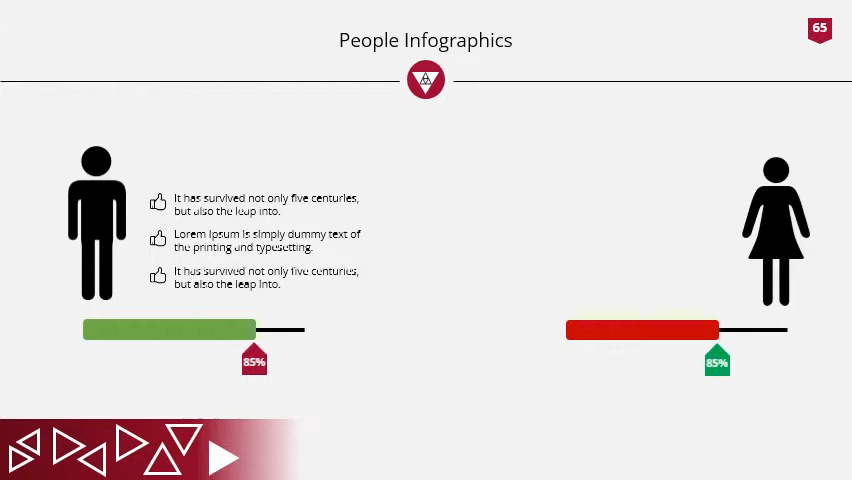 People Infographics
65
It has survived not only five centuries,
but also the leap into.
Lorem Ipsum is simply dummy text of
the printing and typesetting.
It has survived not only five centuries,
but also the leap into.
85%
85%